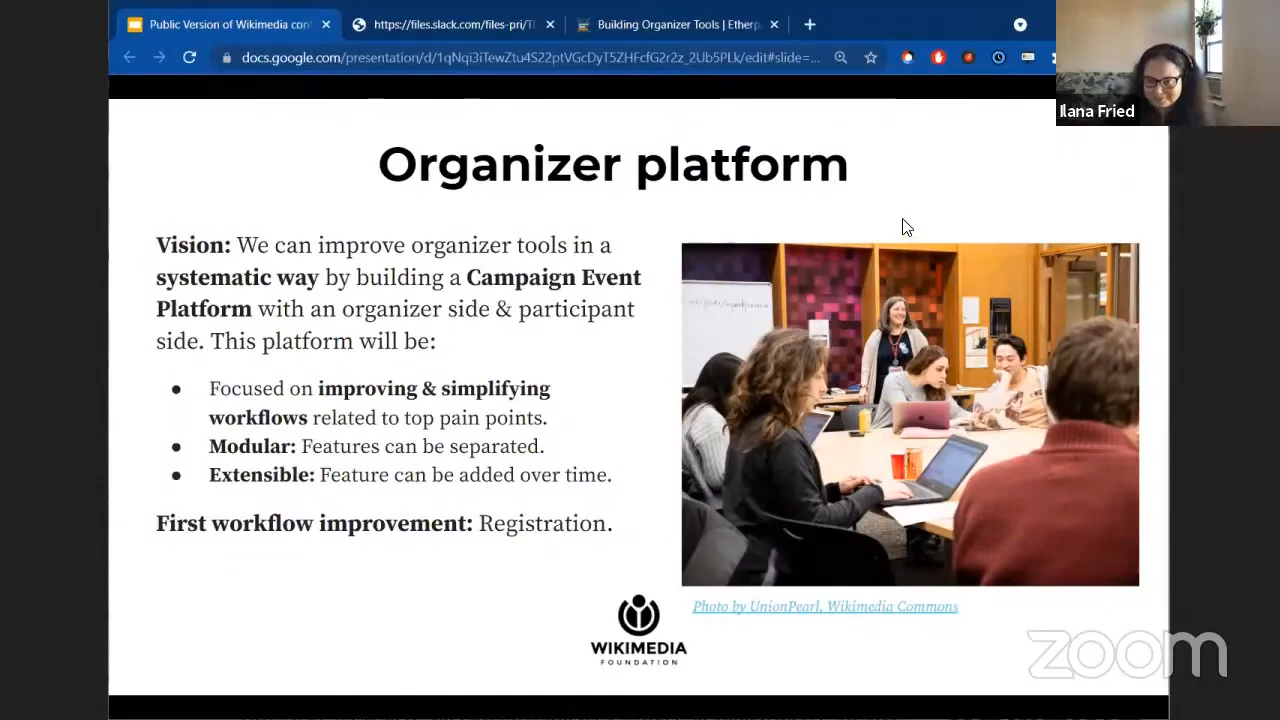 Public Version of Wikimedia con
https://files.slack.com/files-pri/T
Building Organizer Tools | Etherp
docs.google.com/presentation/d/1qNqi3iTewZtu4S22ptVGcDyT5ZHFcfG2r2z_2Ub5PLk/edit#slide=...
Ilana Fried
Organizer platform
Vision: We can improve organizer tools in a
systematic way by building a Campaign Event
Platform with an organizer side & participant
side. This platform will be:
● Focused on improving & simplifying
workflows related to top pain points.
● Modular: Features can be separated.
● Extensible: Feature can be added over time.
First workflow improvement: Registration.
Photo by UnionPearl, Wikimedia Commons
WIKIMEDIA
FOUNDATION
zoom